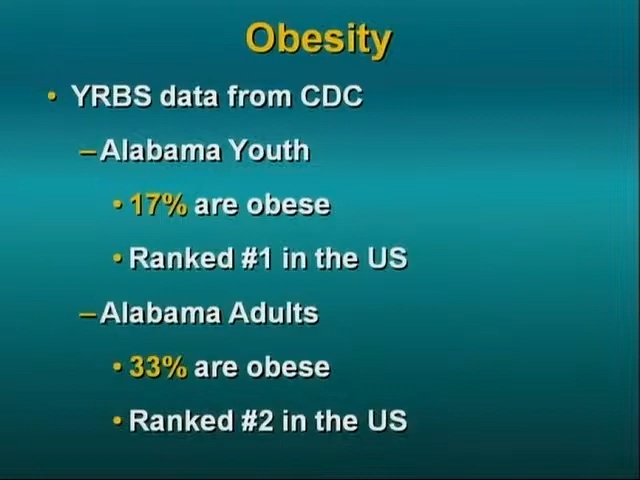 Obesity
• YRBS data from CDC
–Alabama Youth
• 17% are obese
• Ranked #1 in the US
–Alabama Adults
• 33% are obese
• Ranked #2 in the US